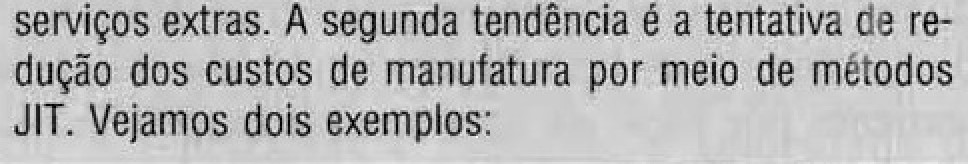 serviços extras. A segunda tendência é a tentativa de re-
dução dos custos de manufatura por meio de métodos
JIT. Vejamos dois exemplos: